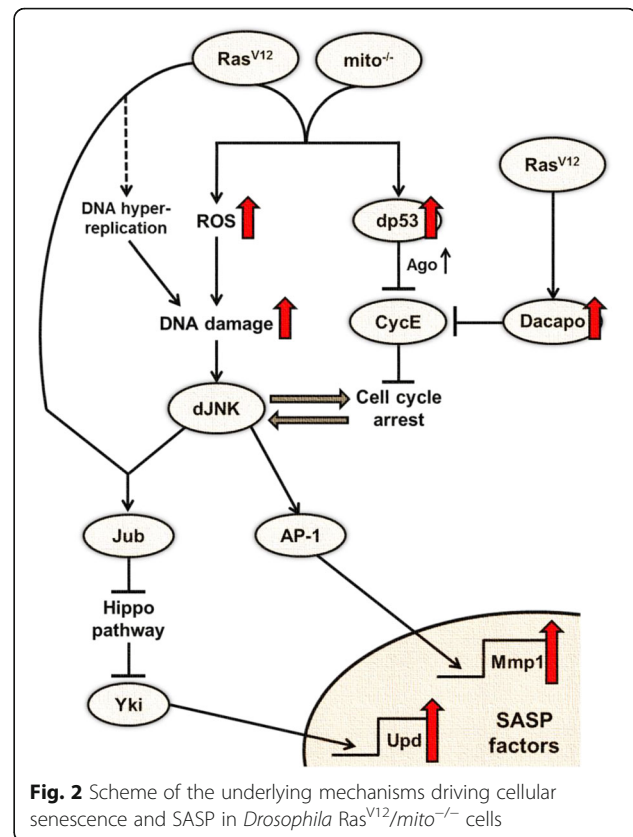 Ras^V12
mito^-/-
Ras^V12
DNA hyper-
replication
ROS
dp53
Ago
DNA damage
CycE
Dacapo
dJNK
Cell cycle
arrest
Jub
AP-1
Hippo
pathway
Mmp1
Yki
Upd
SASP
factors
Fig. 2 Scheme of the underlying mechanisms driving cellular
senescence and SASP in Drosophila Ras^V12/mito^−/− cells